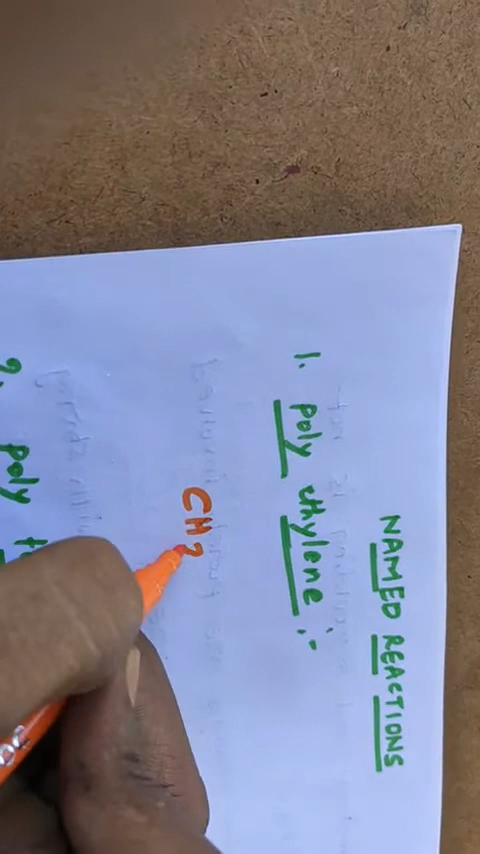 NAMED REACTIONS
1. poly ethylene :-
CH2
2. poly